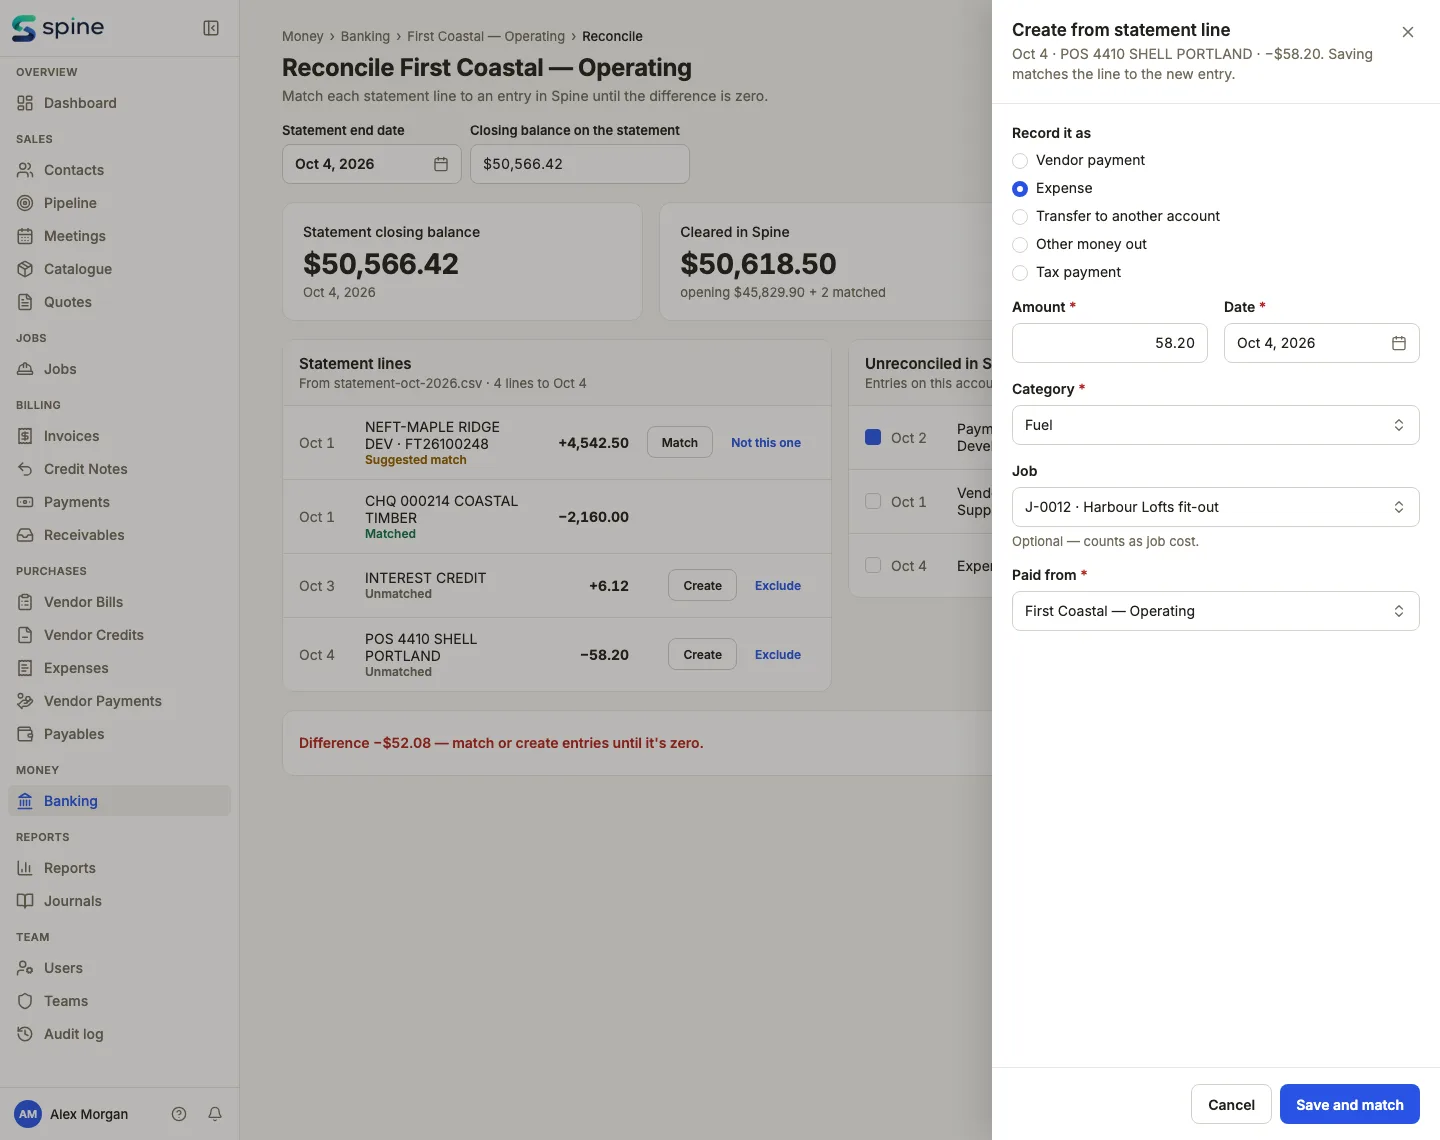 spine
OVERVIEW
Dashboard
SALES
Contacts
Pipeline
Meetings
Catalogue
Quotes
JOBS
Jobs
BILLING
Invoices
Credit Notes
Payments
Receivables
PURCHASES
Vendor Bills
Vendor Credits
Expenses
Vendor Payments
Payables
MONEY
Banking
REPORTS
Reports
Journals
TEAM
Users
Teams
Audit log
AM Alex Morgan
Money › Banking › First Coastal — Operating › Reconcile
Reconcile First Coastal — Operating
Match each statement line to an entry in Spine until the difference is zero.
Statement end date
Oct 4, 2026
Closing balance on the statement
$50,566.42
Statement closing balance
$50,566.42
Oct 4, 2026
Cleared in Spine
$50,618.50
opening $45,829.90 + 2 matched
Statement lines
From statement-oct-2026.csv · 4 lines to Oct 4
Oct 1
NEFT-MAPLE RIDGE
DEV · FT26100248
Suggested match
+4,542.50
Match
Not this one
Oct 1
CHQ 000214 COASTAL
TIMBER
Matched
−2,160.00
Oct 3
INTEREST CREDIT
Unmatched
+6.12
Create
Exclude
Oct 4
POS 4410 SHELL
PORTLAND
Unmatched
−58.20
Create
Exclude
Unreconciled in S
Entries on this accou
Oct 2
Paym
Deve
Oct 1
Vend
Supp
Oct 4
Expe
Difference −$52.08 — match or create entries until it's zero.
Create from statement line
Oct 4 · POS 4410 SHELL PORTLAND · −$58.20. Saving
matches the line to the new entry.
Record it as
Vendor payment
Expense
Transfer to another account
Other money out
Tax payment
Amount *
58.20
Date *
Oct 4, 2026
Category *
Fuel
Job
J-0012 · Harbour Lofts fit-out
Optional — counts as job cost.
Paid from *
First Coastal — Operating
Cancel
Save and match